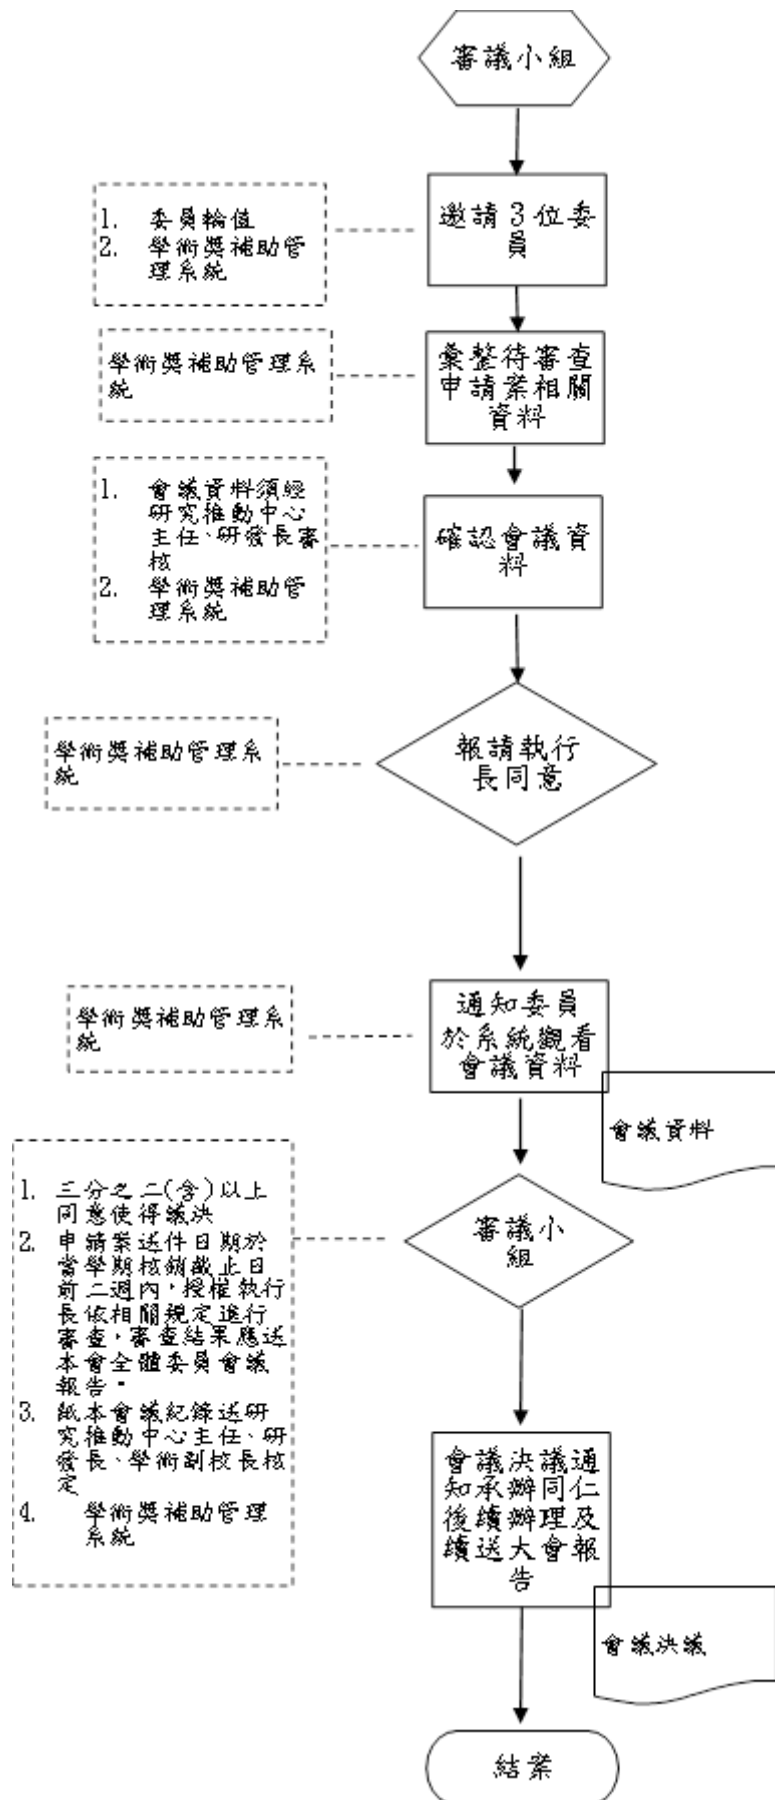 審議小組
邀請3位委
員
1. 委員輪值
2. 學術獎補助管
理系統
彙整待審查
申請案相關
資料
學術獎補助管理系
統
確認會議資
料
1. 會議資料須經
研究推動中心
主任、研發長審
核
2. 學術獎補助管
理系統
報請執行
長同意
學術獎補助管理系
統
通知委員
於系統觀看
會議資料
學術獎補助管理系
統
會議資料
審議小
組
1. 三分之二(含)以上
同意使得議決
2. 申請案送件日期於
當學期核銷截止日
前二週內，授權執行
長依相關規定進行
審查，審查結果應送
本會全體委員會議
報告。
3. 紙本會議紀錄送研
究推動中心主任、研
發長、學術副校長核
定
4. 學術獎補助管理
系統
會議決議通
知承辦同仁
後續辦理及
續送大會報
告
會議決議
結案